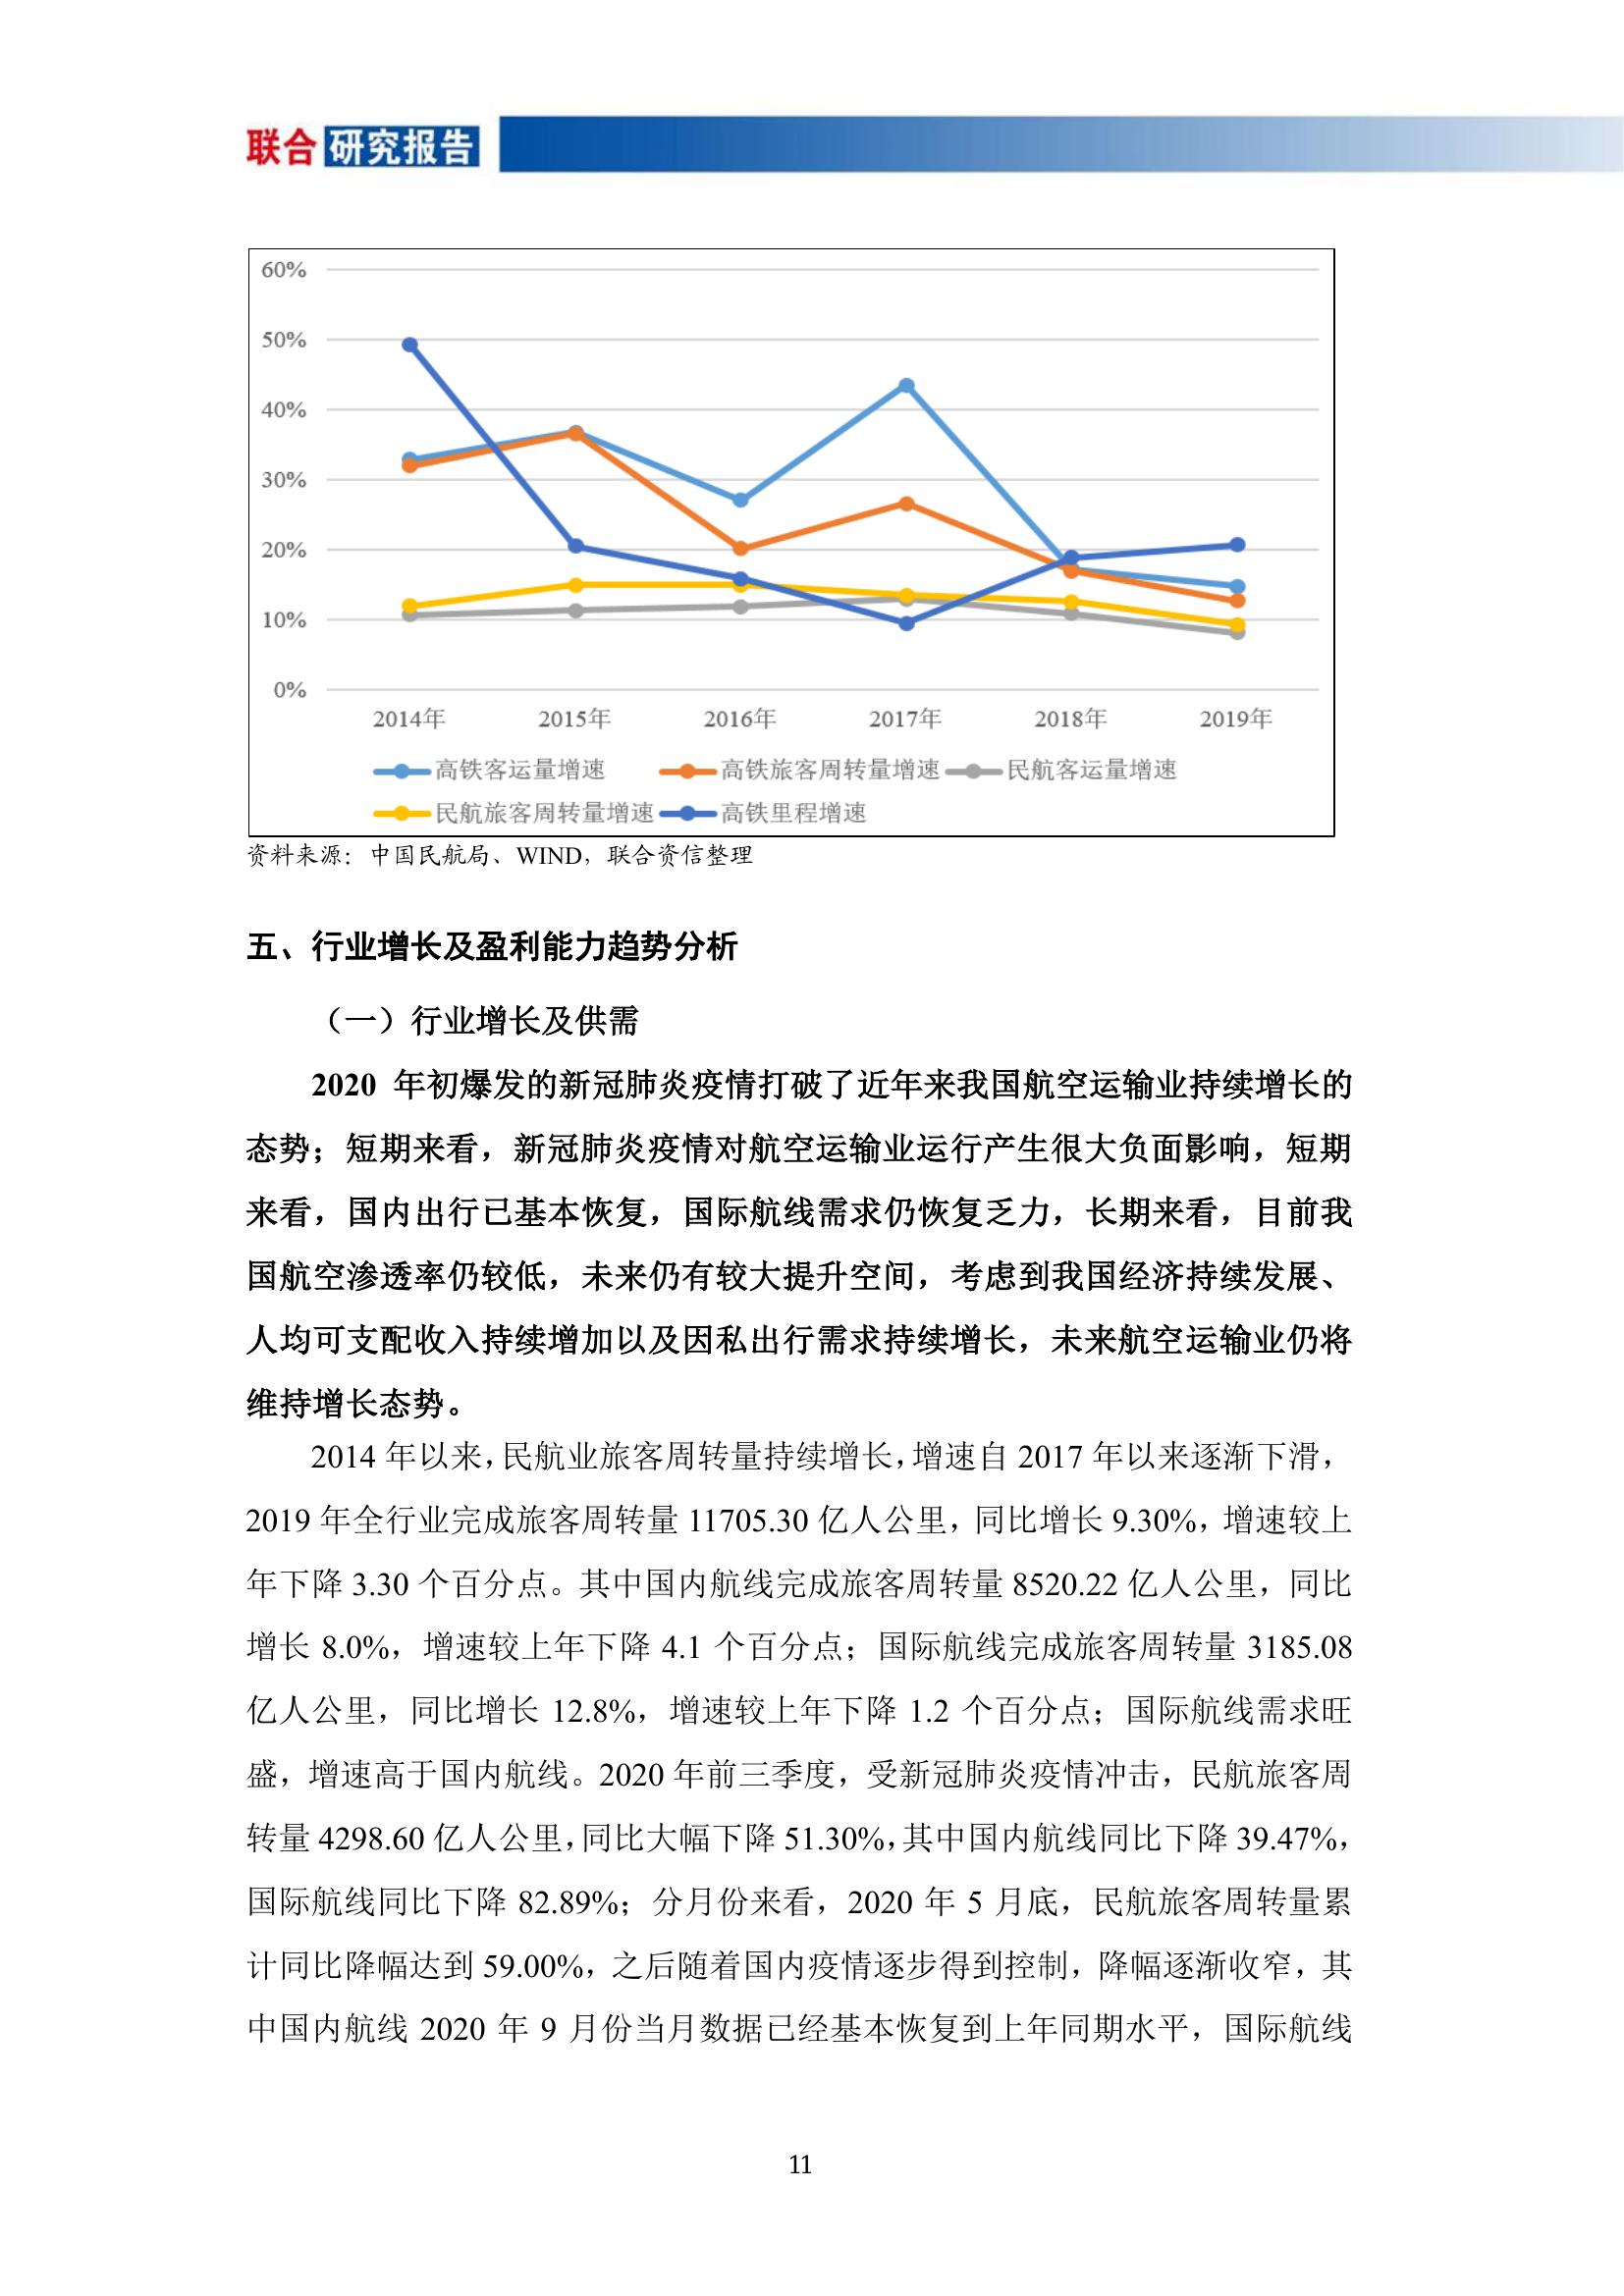 联合 研究报告
60%
50%
40%
30%
20%
10%
0%
2014年 2015年 2016年 2017年 2018年 2019年
高铁客运量增速 高铁旅客周转量增速 民航客运量增速
民航旅客周转量增速 高铁里程增速
资料来源：中国民航局、WIND，联合资信整理
五、行业增长及盈利能力趋势分析
（一）行业增长及供需
2020 年初爆发的新冠肺炎疫情打破了近年来我国航空运输业持续增长的
态势；短期来看，新冠肺炎疫情对航空运输业运行产生很大负面影响，短期
来看，国内出行已基本恢复，国际航线需求仍恢复乏力，长期来看，目前我
国航空渗透率仍较低，未来仍有较大提升空间，考虑到我国经济持续发展、
人均可支配收入持续增加以及因私出行需求持续增长，未来航空运输业仍将
维持增长态势。
2014 年以来，民航业旅客周转量持续增长，增速自 2017 年以来逐渐下滑，
2019 年全行业完成旅客周转量 11705.30 亿人公里，同比增长 9.30%，增速较上
年下降 3.30 个百分点。其中国内航线完成旅客周转量 8520.22 亿人公里，同比
增长 8.0%，增速较上年下降 4.1 个百分点；国际航线完成旅客周转量 3185.08
亿人公里，同比增长 12.8%，增速较上年下降 1.2 个百分点；国际航线需求旺
盛，增速高于国内航线。2020 年前三季度，受新冠肺炎疫情冲击，民航旅客周
转量 4298.60 亿人公里，同比大幅下降 51.30%，其中国内航线同比下降 39.47%，
国际航线同比下降 82.89%；分月份来看，2020 年 5 月底，民航旅客周转量累
计同比降幅达到 59.00%，之后随着国内疫情逐步得到控制，降幅逐渐收窄，其
中国内航线 2020 年 9 月份当月数据已经基本恢复到上年同期水平，国际航线
11